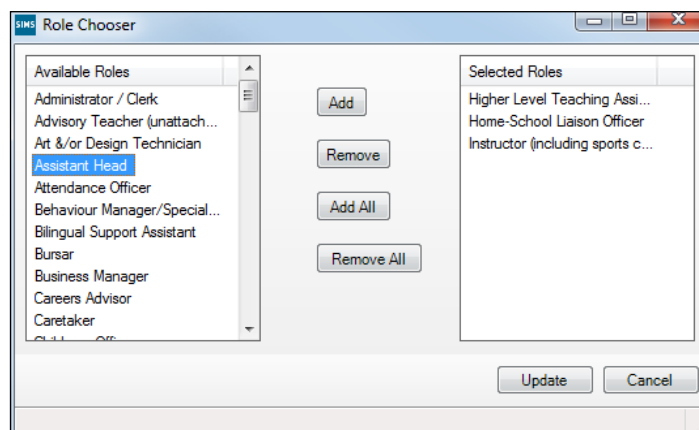 SIMS Role Chooser
Available Roles
Administrator / Clerk
Advisory Teacher (unattach...
Art &/or Design Technician
Assistant Head
Attendance Officer
Behaviour Manager/Special...
Bilingual Support Assistant
Bursar
Business Manager
Careers Advisor
Caretaker
Add
Remove
Add All
Remove All
Selected Roles
Higher Level Teaching Assi...
Home-School Liaison Officer
Instructor (including sports c...
Update Cancel